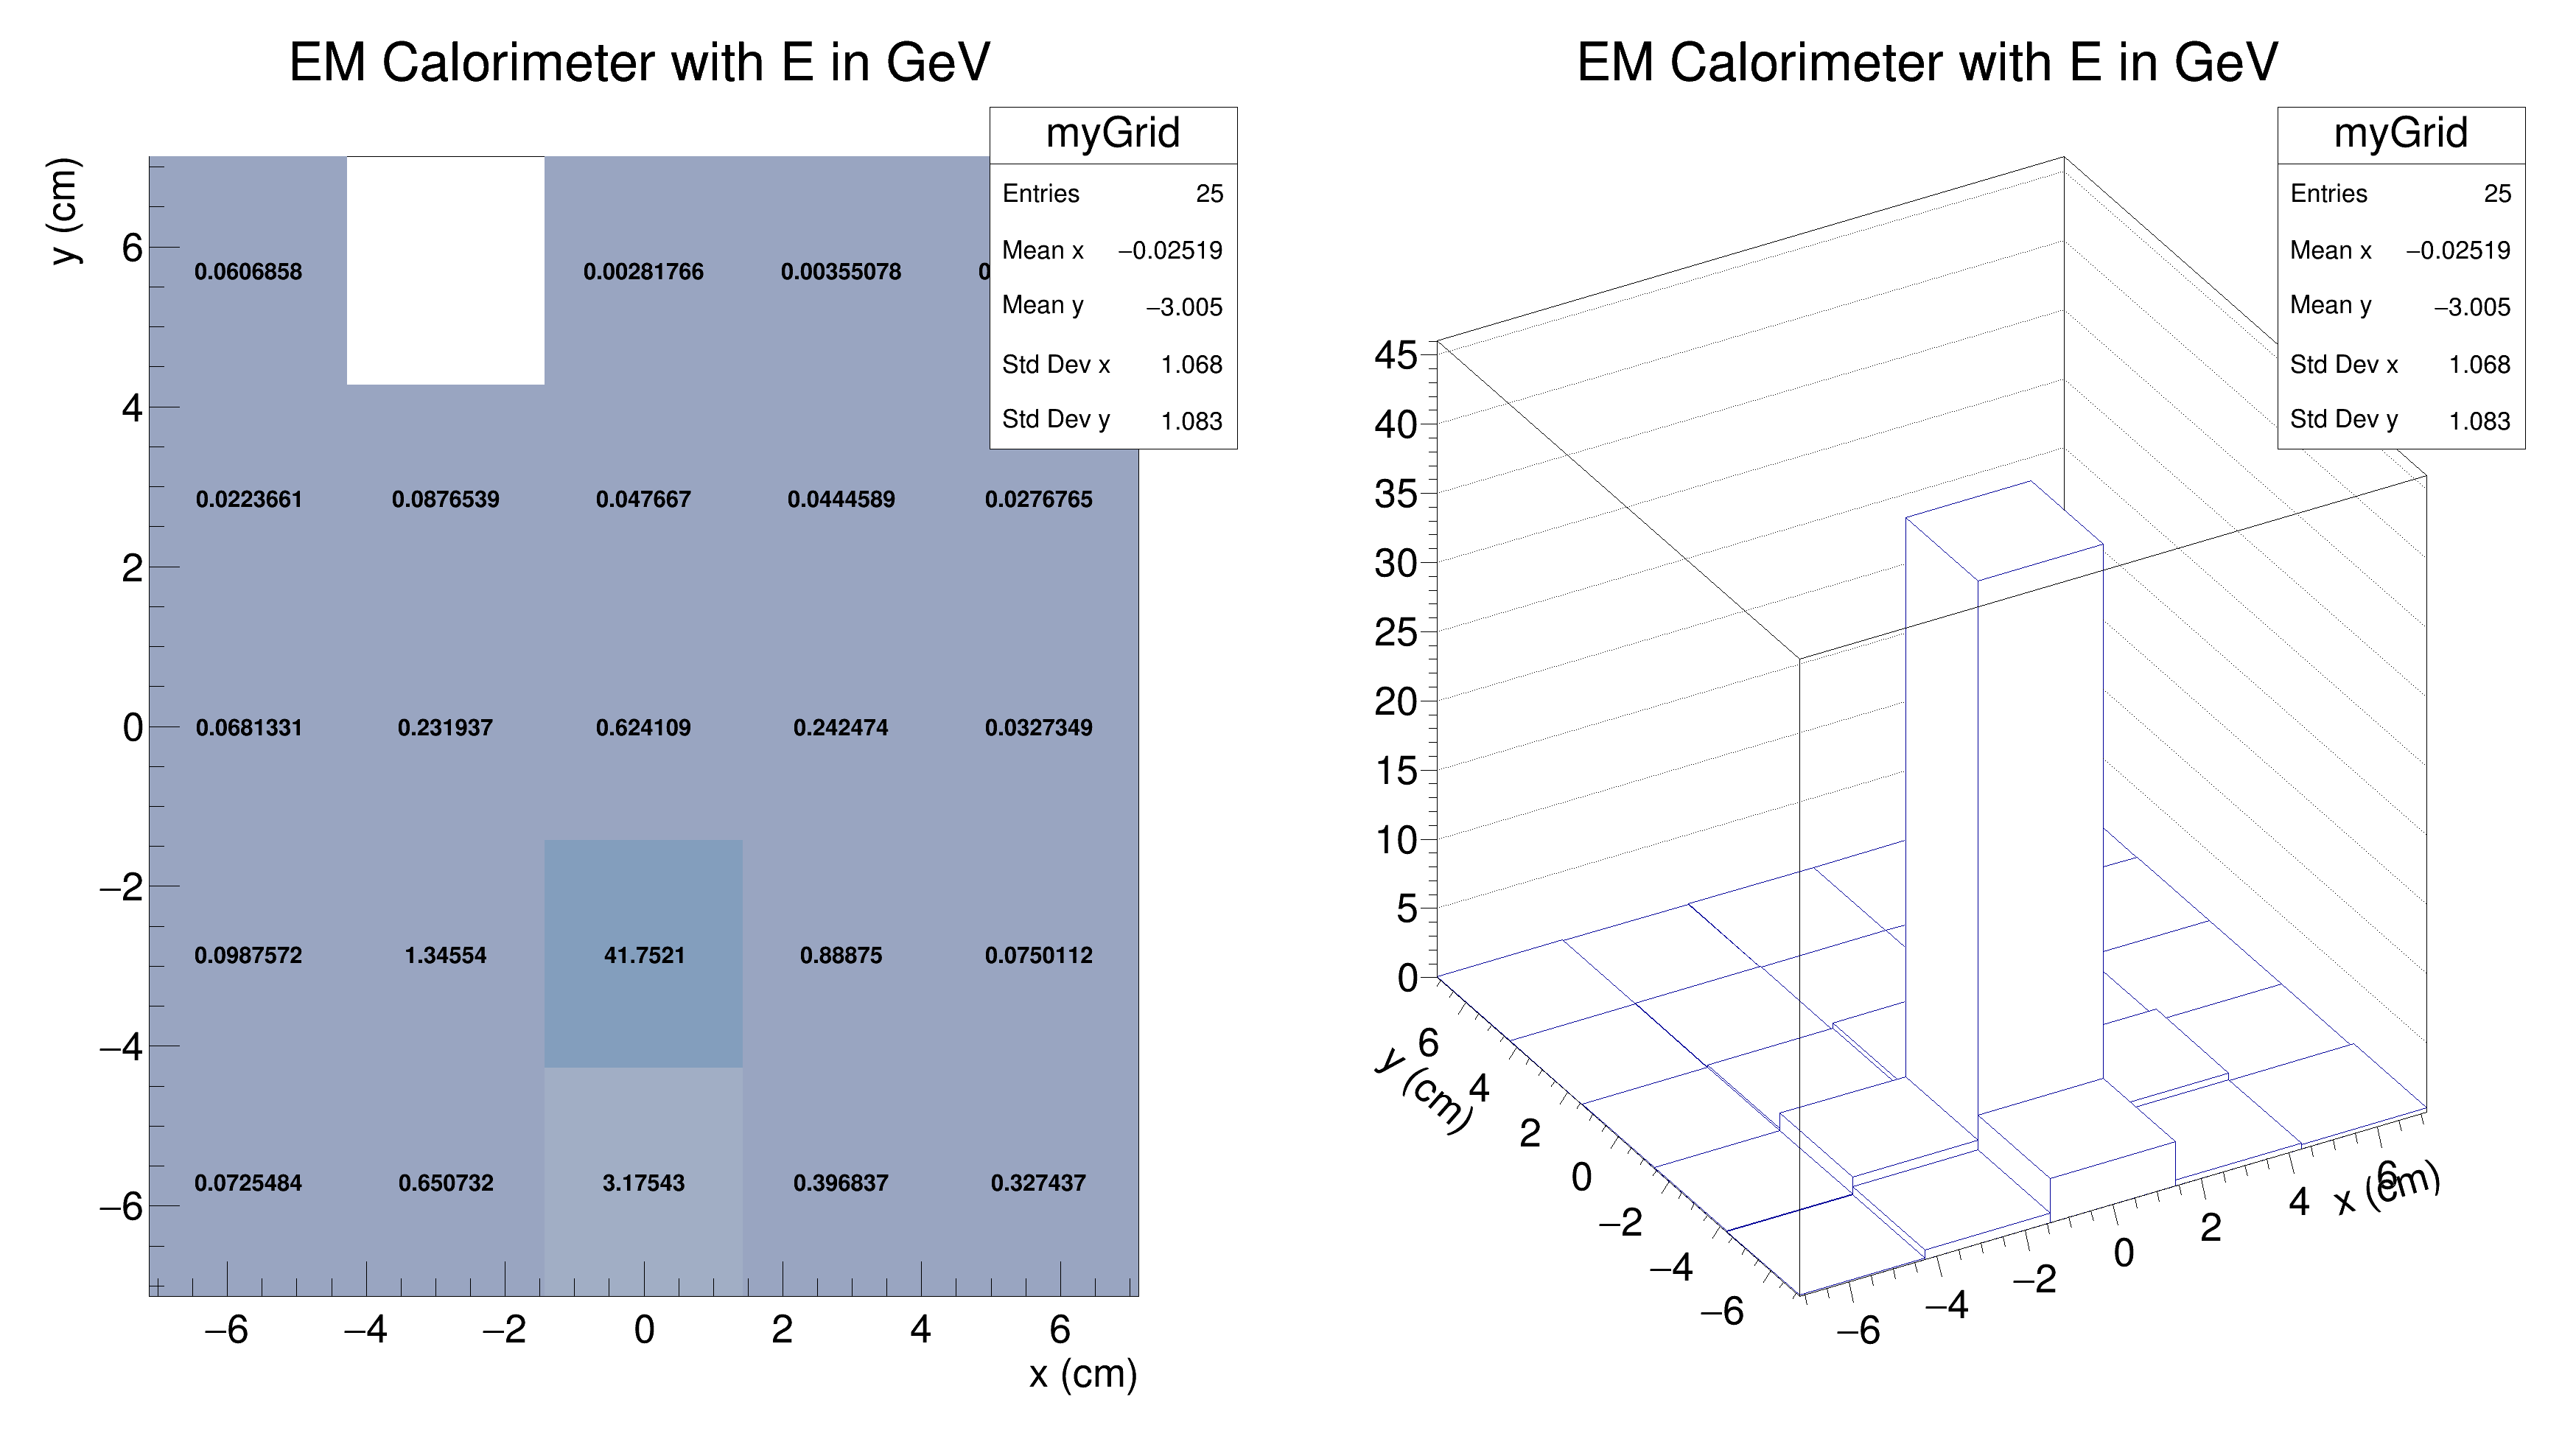 EM Calorimeter with E in GeV
myGrid
Entries 25
Mean x −0.02519
Mean y −3.005
Std Dev x 1.068
Std Dev y 1.083
y (cm)
6
4
2
0
−2
−4
−6
0.0606858 0.00281766 0.00355078
0.0223661 0.0876539 0.047667 0.0444589 0.0276765
0.0681331 0.231937 0.624109 0.242474 0.0327349
0.0987572 1.34554 41.7521 0.88875 0.0750112
0.0725484 0.650732 3.17543 0.396837 0.327437
−6 −4 −2 0 2 4 6
x (cm)
EM Calorimeter with E in GeV
myGrid
Entries 25
Mean x −0.02519
Mean y −3.005
Std Dev x 1.068
Std Dev y 1.083
45
40
35
30
25
20
15
10
5
0
y (cm)
6
4
2
0
−2
−4
−6
−6
−4
−2
0
2
4
6
x (cm)